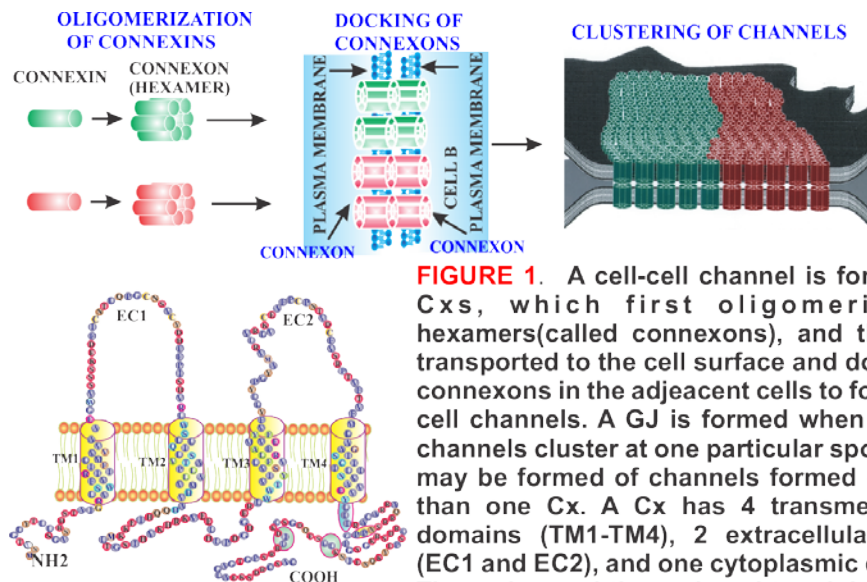 OLIGOMERIZATION
OF CONNEXINS
DOCKING OF
CONNEXONS
CLUSTERING OF CHANNELS
CONNEXIN
CONNEXON
(HEXAMER)
PLASMA MEMBRANE
CELL B
PLASMA MEMBRANE
CONNEXON
CONNEXON
EC1
EC2
TM1
TM2
TM3
TM4
NH2
COOH
FIGURE 1. A cell-cell channel is for
Cxs, which first oligomeri
hexamers(called connexons), and t
transported to the cell surface and do
connexons in the adjeacent cells to fo
cell channels. A GJ is formed when
channels cluster at one particular spo
may be formed of channels formed
than one Cx. A Cx has 4 transme
domains (TM1-TM4), 2 extracellula
(EC1 and EC2), and one cytoplasmic